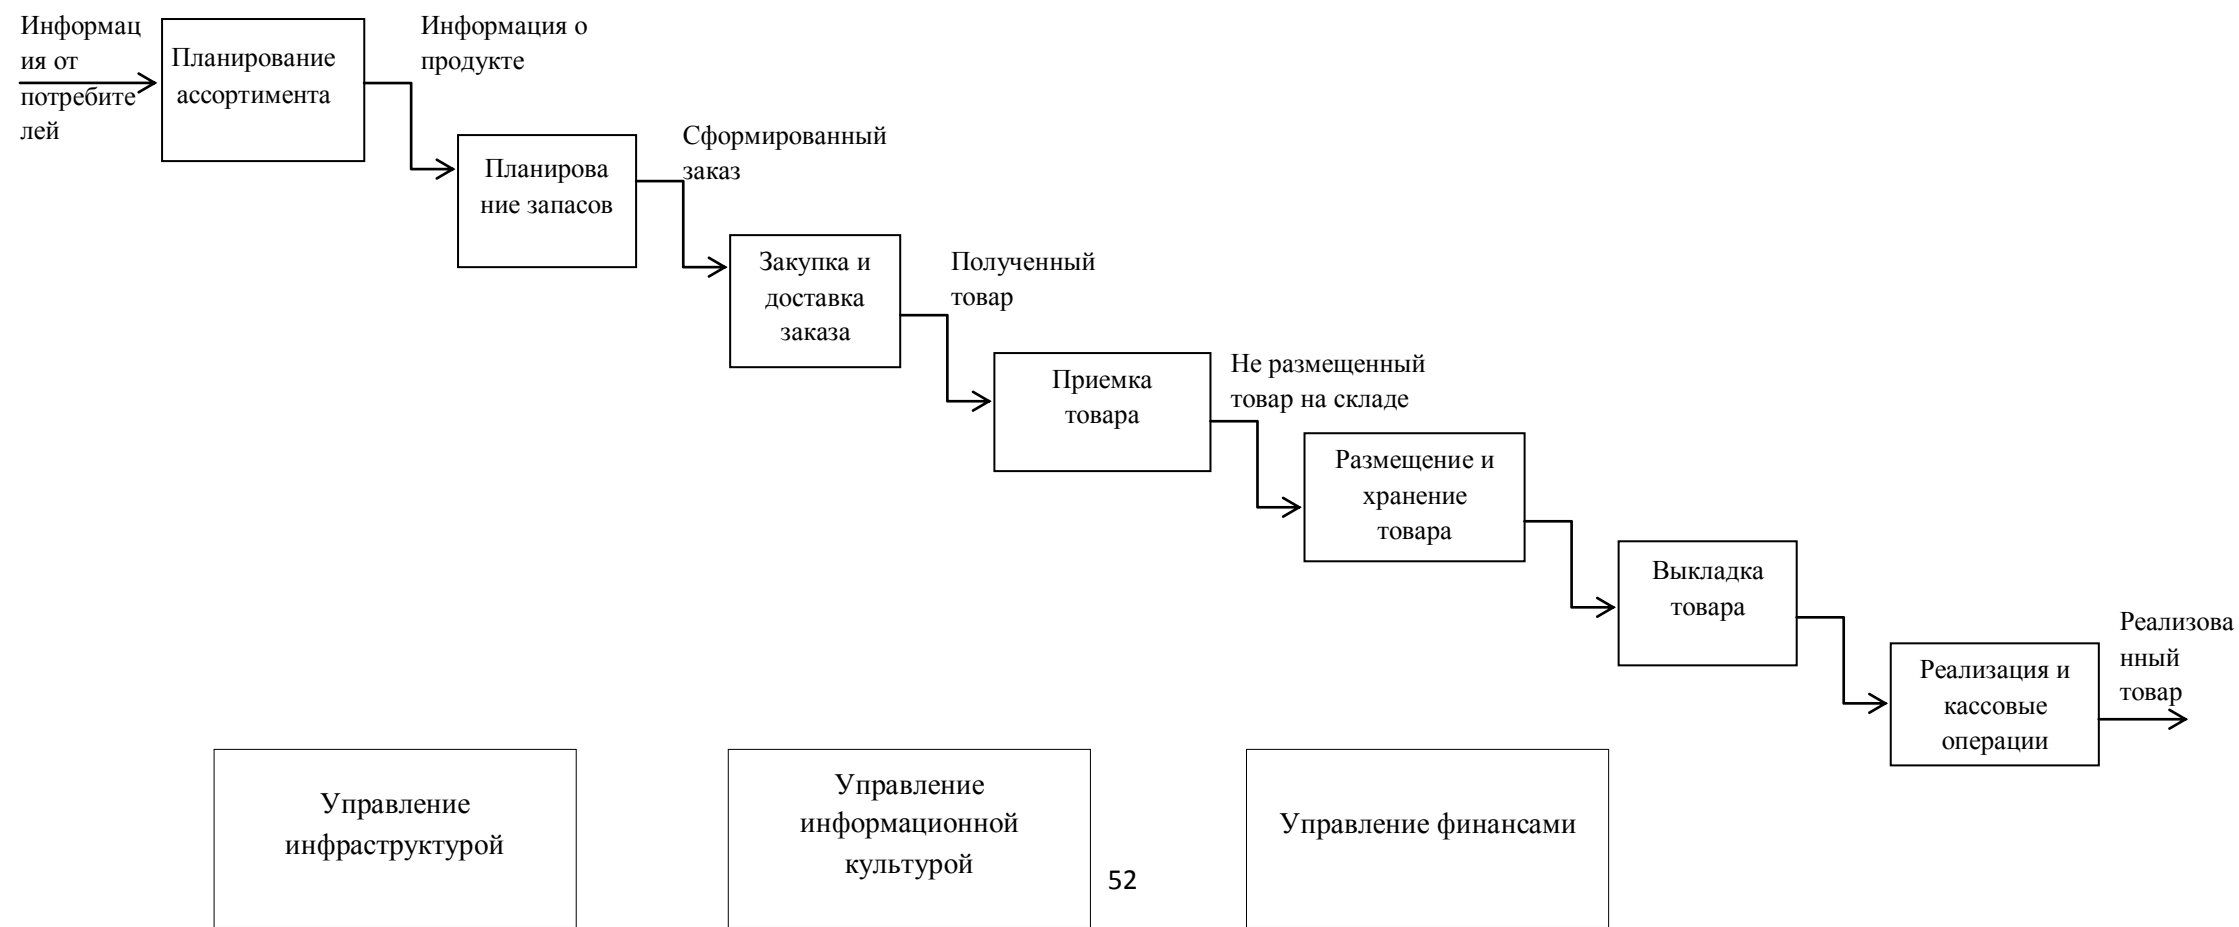 Информац
ия от
потребите
лей
Планирование
ассортимента
Информация о
продукте
Планирова
ние запасов
Сформированный
заказ
Закупка и
доставка
заказа
Полученный
товар
Приемка
товара
Не размещенный
товар на складе
Размещение и
хранение
товара
Выкладка
товара
Реализация и
кассовые
операции
Реализова
нный
товар
Управление
инфраструктурой
Управление
информационной
культурой
Управление финансами
52